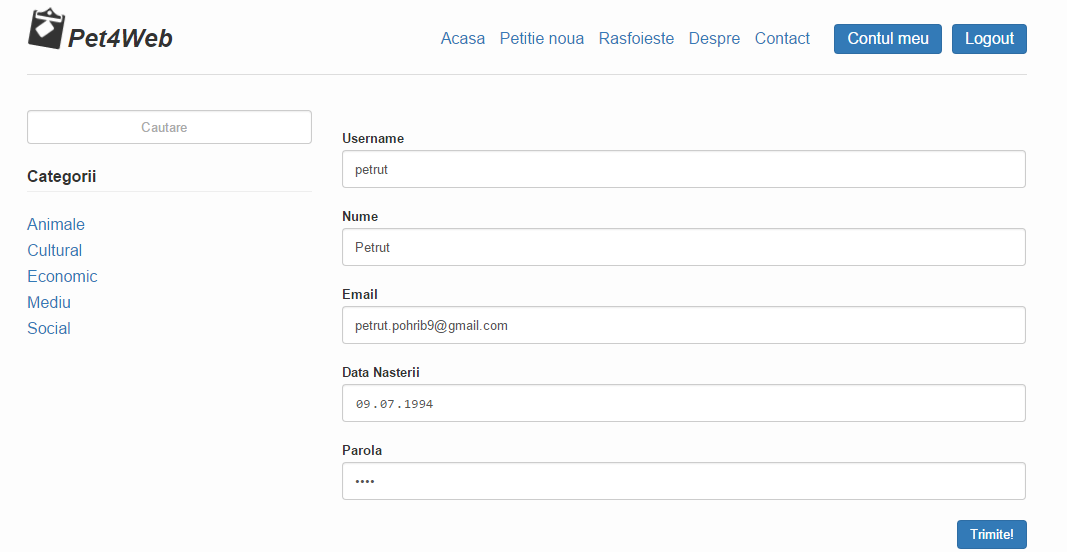 Pet4Web
Acasa Petitie noua Rasfoieste Despre Contact Contul meu Logout
Cautare
Categorii
Animale
Cultural
Economic
Mediu
Social
Username
petrut
Nume
Petrut
Email
petrut.pohrib9@gmail.com
Data Nasterii
09.07.1994
Parola
••••
Trimite!